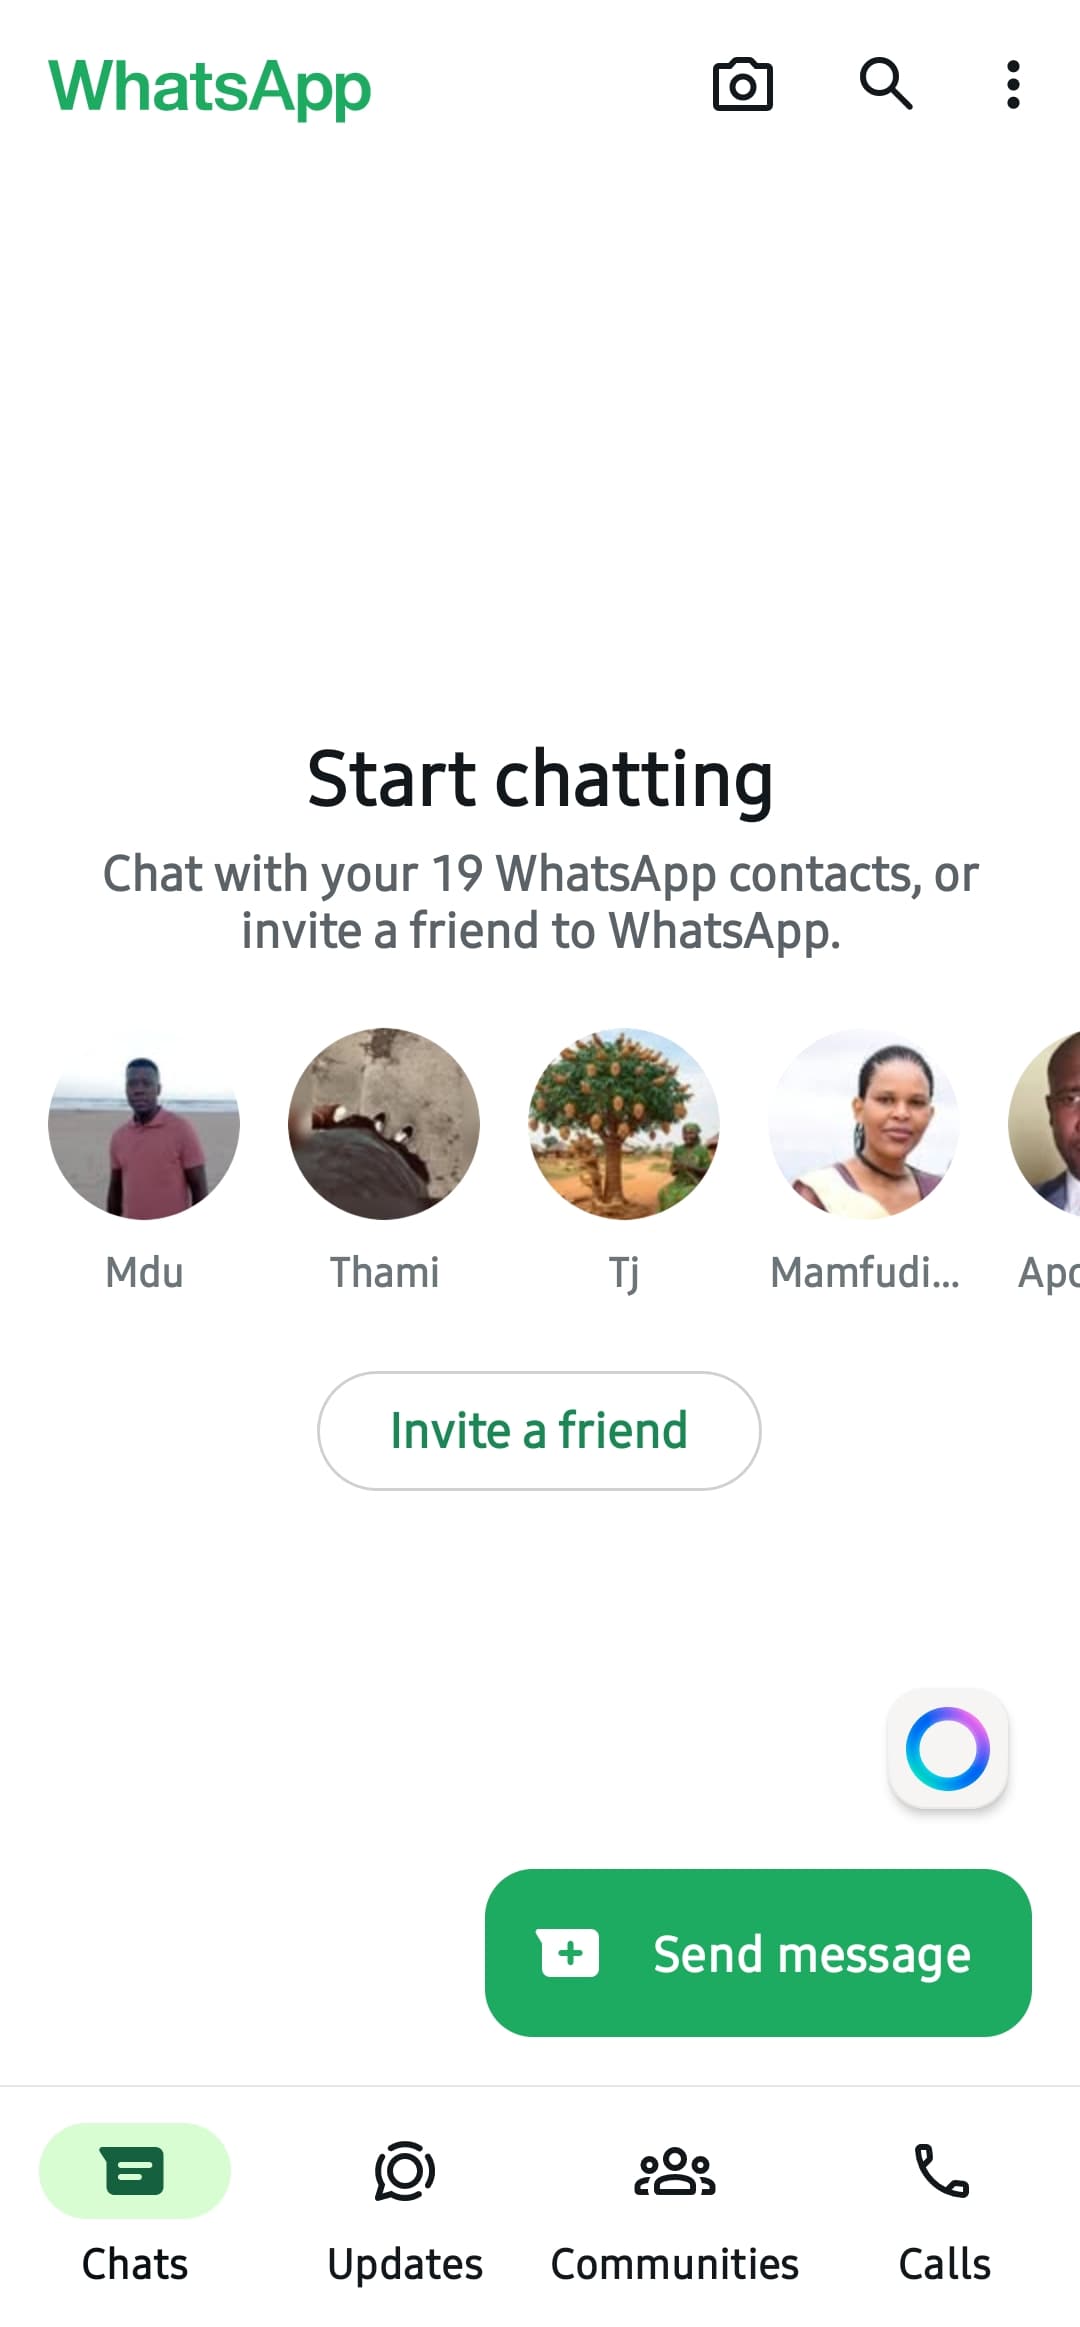 WhatsApp
Start chatting
Chat with your 19 WhatsApp contacts, or
invite a friend to WhatsApp.
Mdu
Thami
Tj
Mamfudi...
Invite a friend
Send message
Chats
Updates
Communities
Calls